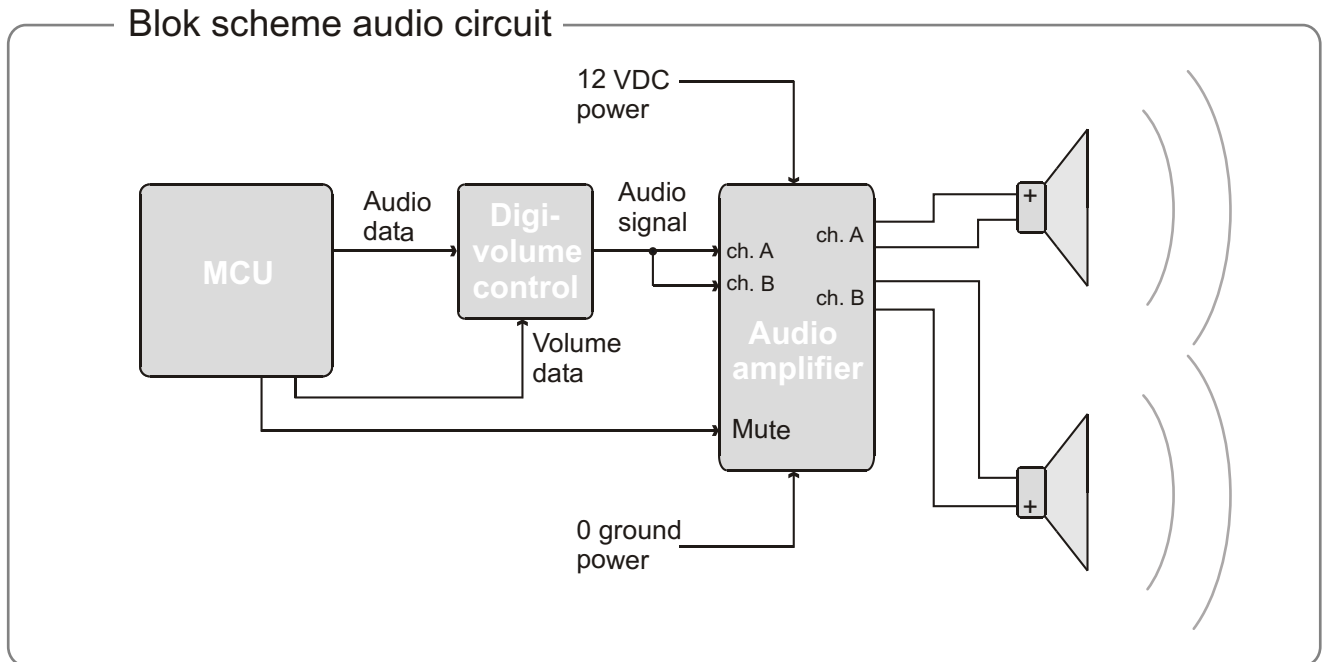 Blok scheme audio circuit
12 VDC
power
MCU
Audio
data
Digi-
volume
control
Audio
signal
Volume
data
ch. A
ch. B
ch. A
ch. B
Audio
amplifier
Mute
+
+
0 ground
power